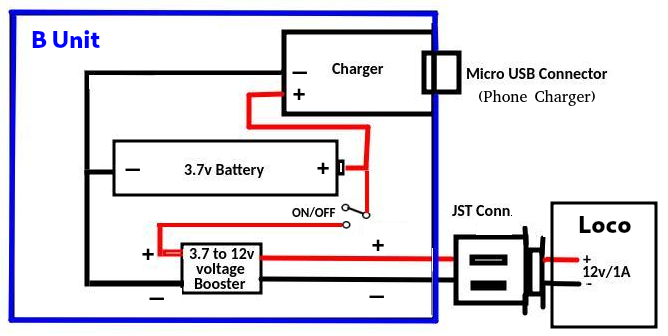 B Unit
Charger
–
+
Micro USB Connector
(Phone Charger)
– 3.7v Battery +
ON/OFF
JST Conn.
Loco
+
3.7 to 12v
voltage
Booster
–
+
–
+
12v/1A
-